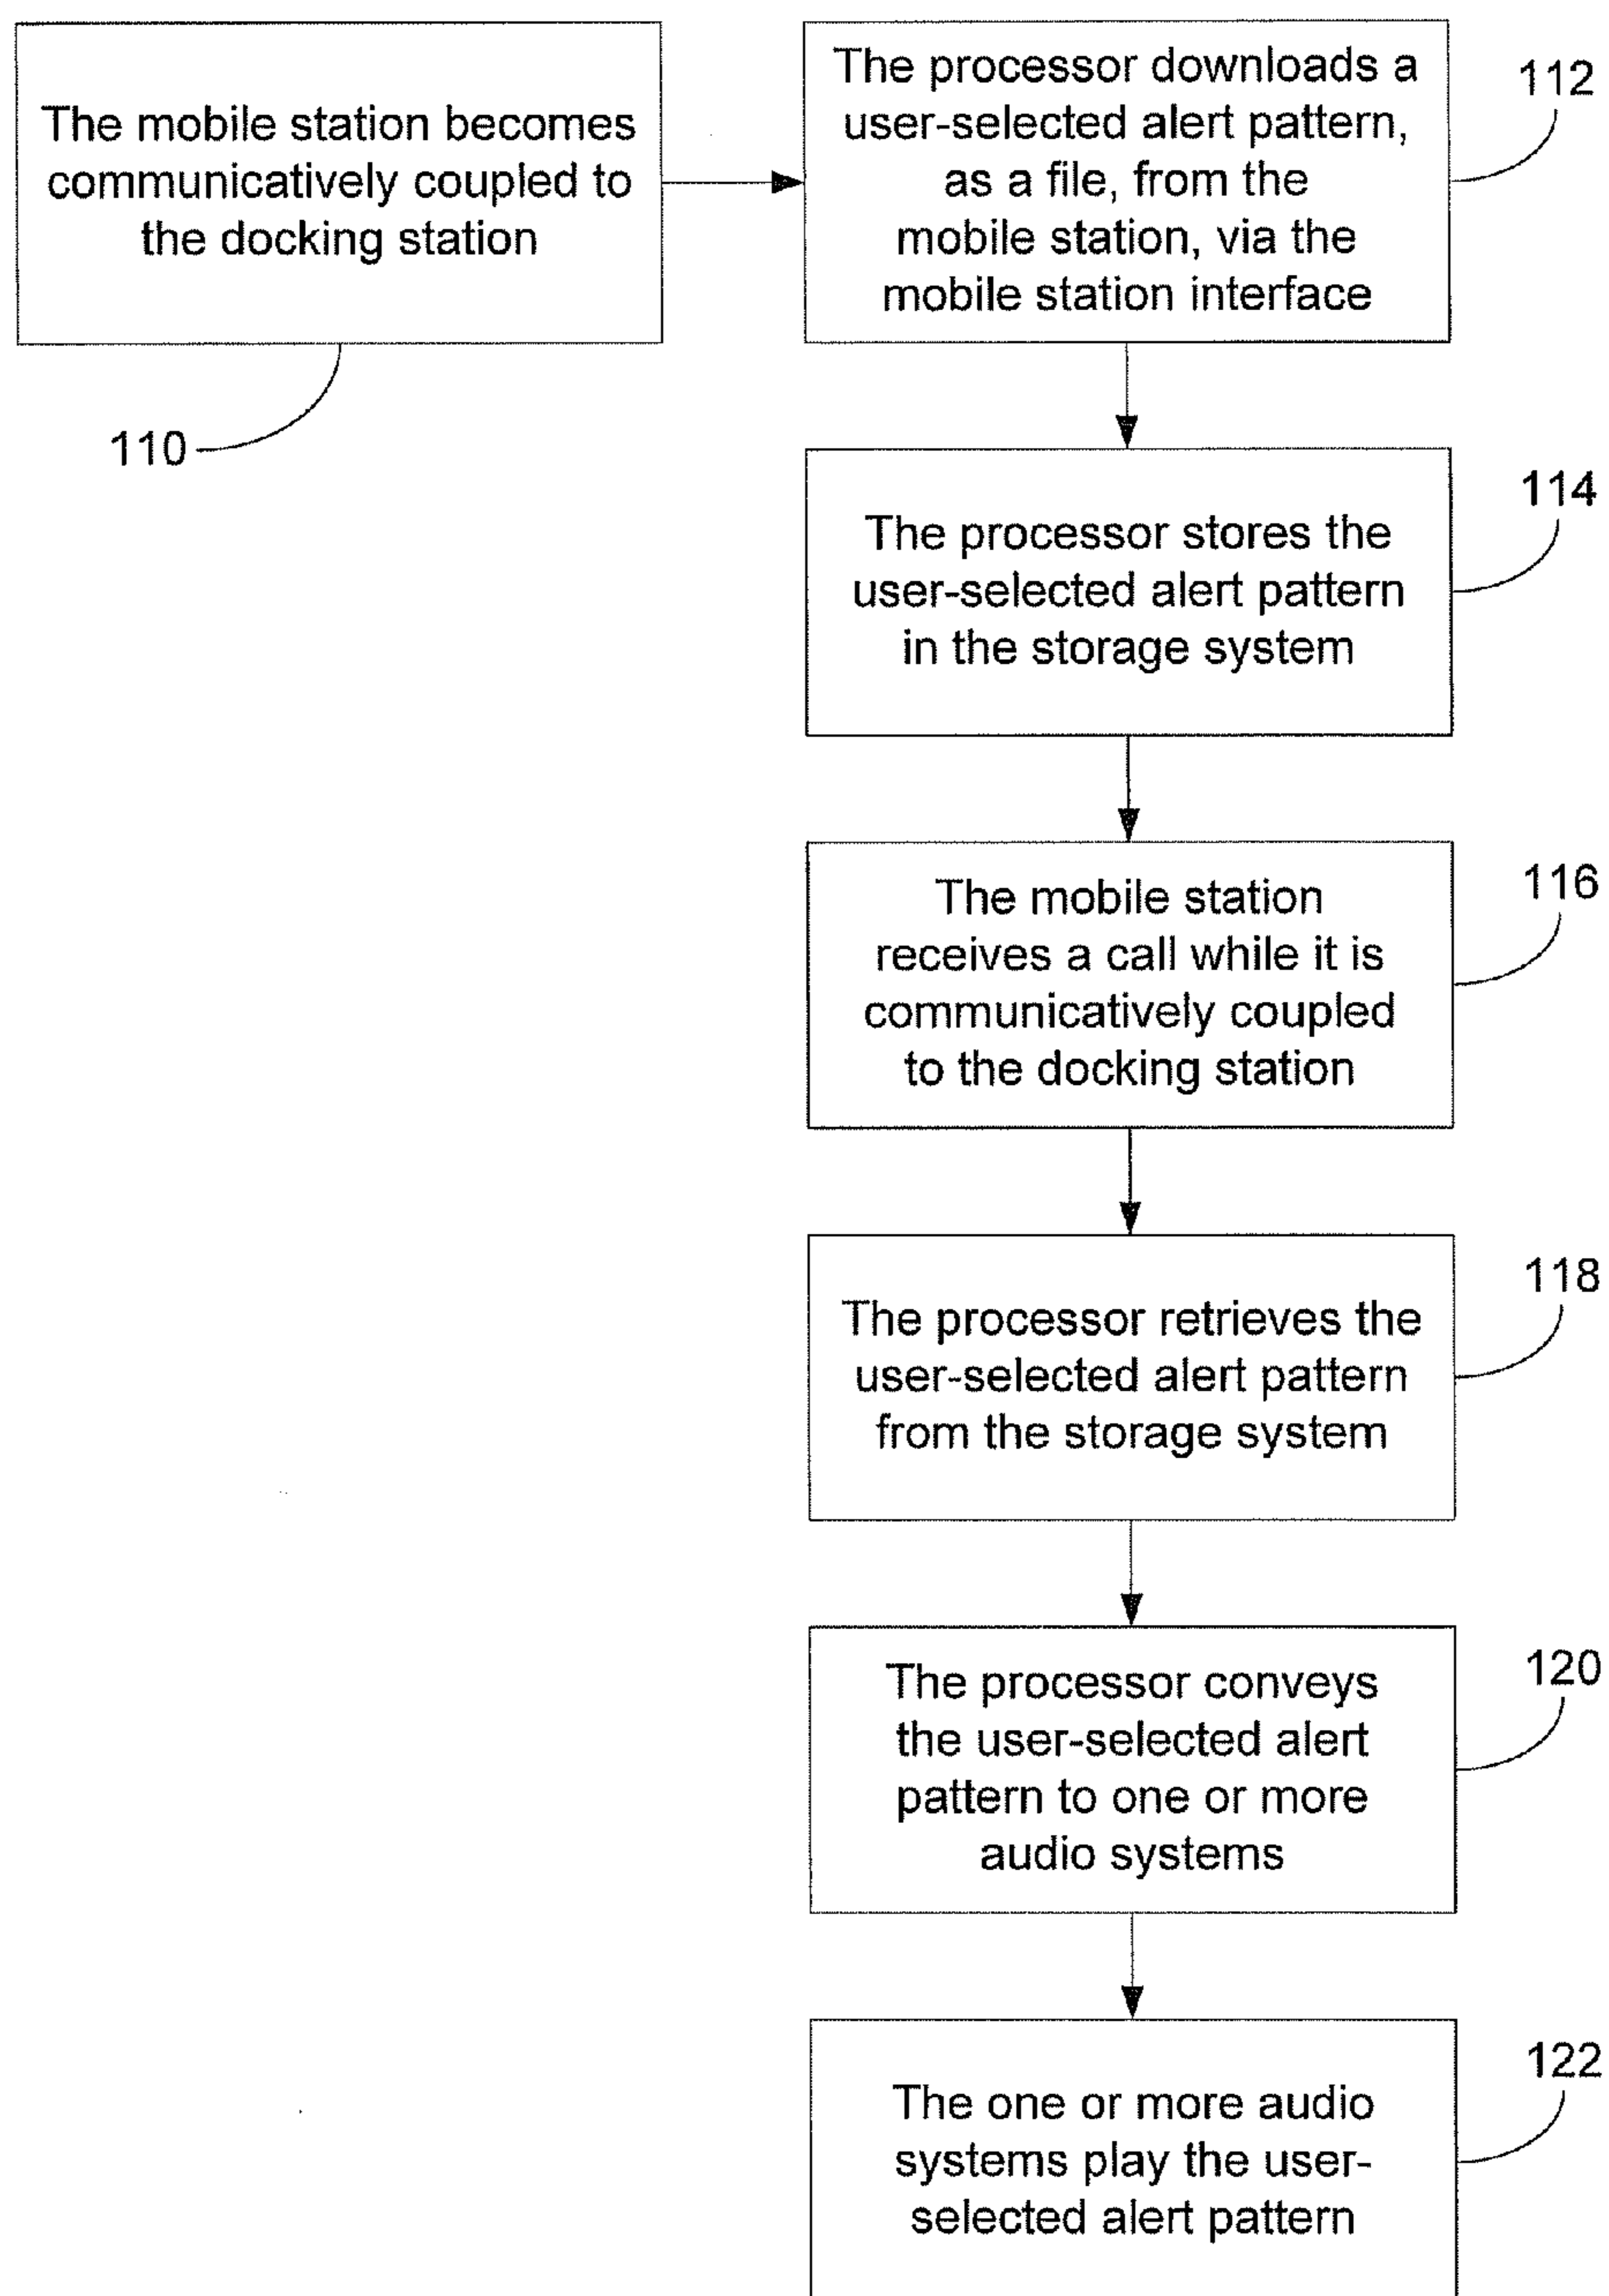 The mobile station becomes
communicatively coupled to
the docking station
110
The processor downloads a
user-selected alert pattern,
as a file, from the
mobile station, via the
mobile station interface
112
The processor stores the
user-selected alert pattern
in the storage system
114
The mobile station
receives a call while it is
communicatively coupled
to the docking station
116
The processor retrieves the
user-selected alert pattern
from the storage system
118
The processor conveys
the user-selected alert
pattern to one or more
audio systems
120
The one or more audio
systems play the user-
selected alert pattern
122